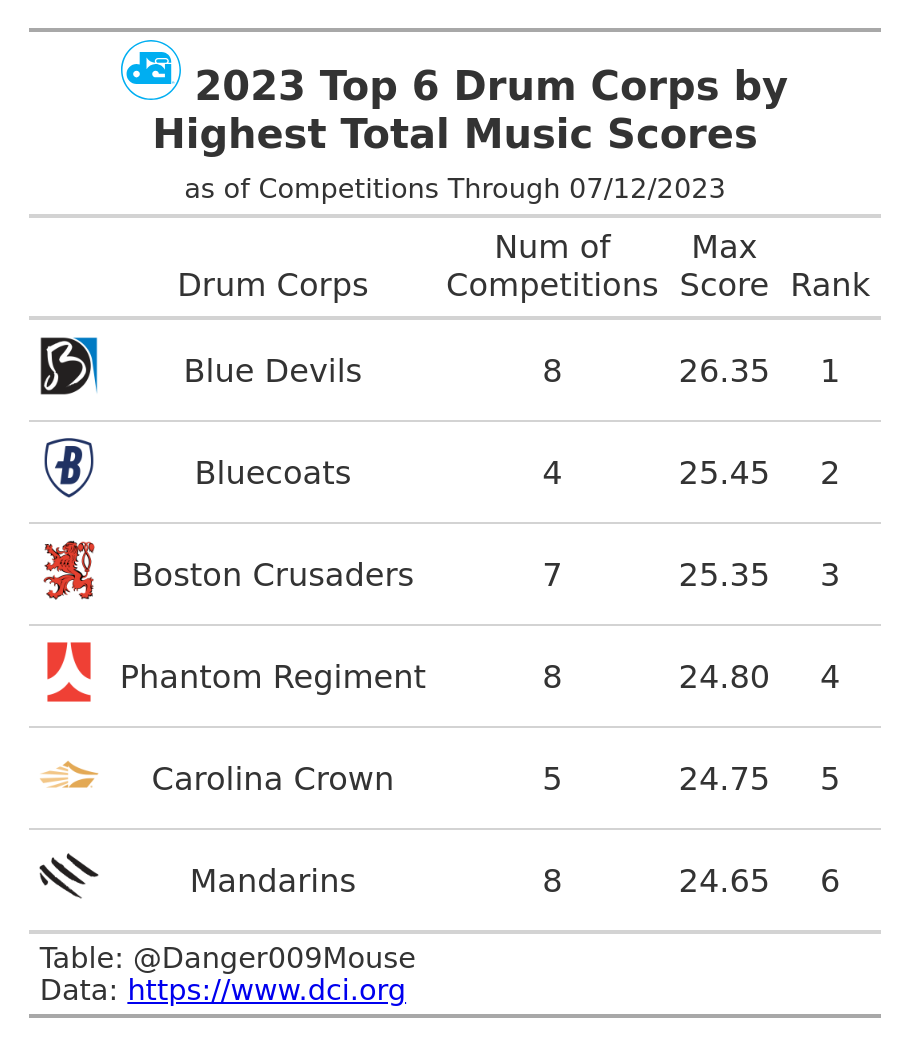 2023 Top 6 Drum Corps by
Highest Total Music Scores
as of Competitions Through 07/12/2023
Drum Corps Num of Competitions Max Score Rank
Blue Devils 8 26.35 1
Bluecoats 4 25.45 2
Boston Crusaders 7 25.35 3
Phantom Regiment 8 24.80 4
Carolina Crown 5 24.75 5
Mandarins 8 24.65 6
Table: @Danger009Mouse
Data: https://www.dci.org